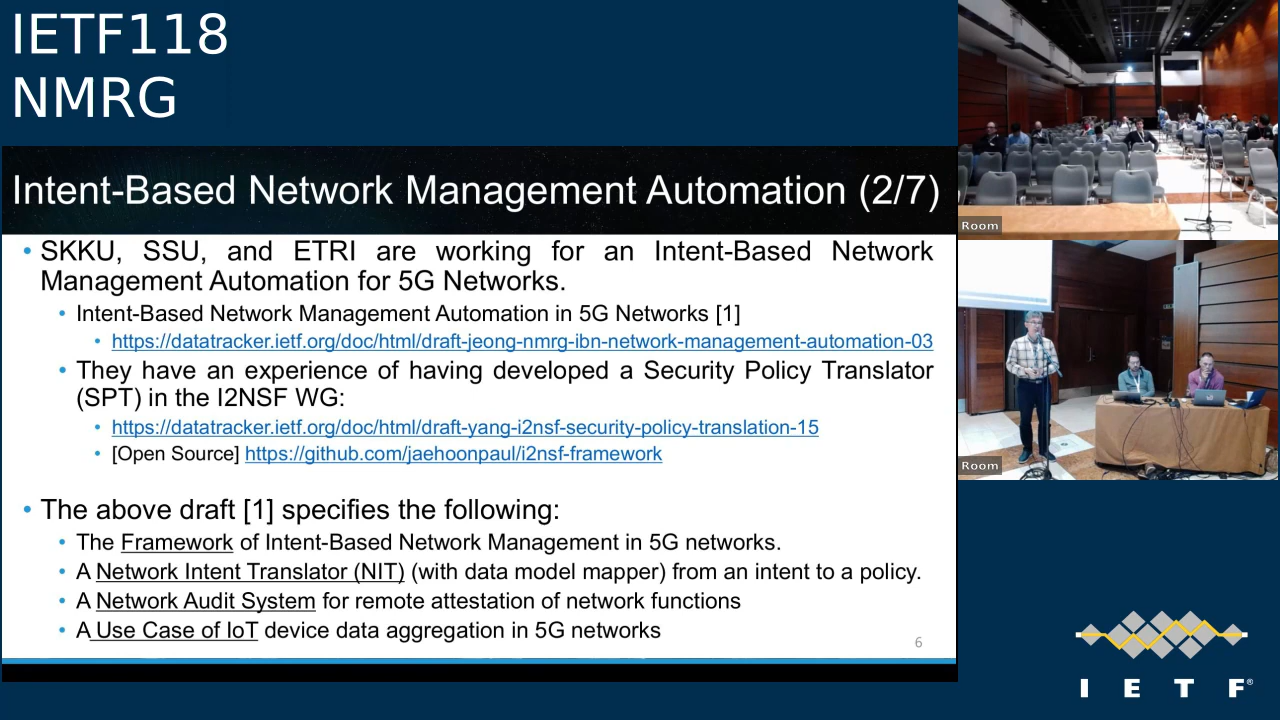 IETF118
NMRG
Intent-Based Network Management Automation (2/7)
• SKKU, SSU, and ETRI are working for an Intent-Based Network
Management Automation for 5G Networks.
• Intent-Based Network Management Automation in 5G Networks [1]
• https://datatracker.ietf.org/doc/html/draft-jeong-nmrg-ibn-network-management-automation-03
• They have an experience of having developed a Security Policy Translator
(SPT) in the I2NSF WG:
• https://datatracker.ietf.org/doc/html/draft-yang-i2nsf-security-policy-translation-15
• [Open Source] https://github.com/jaehoonpaul/i2nsf-framework
• The above draft [1] specifies the following:
• The Framework of Intent-Based Network Management in 5G networks.
• A Network Intent Translator (NIT) (with data model mapper) from an intent to a policy.
• A Network Audit System for remote attestation of network functions
• A Use Case of IoT device data aggregation in 5G networks
6
Room
Room
I E T F®